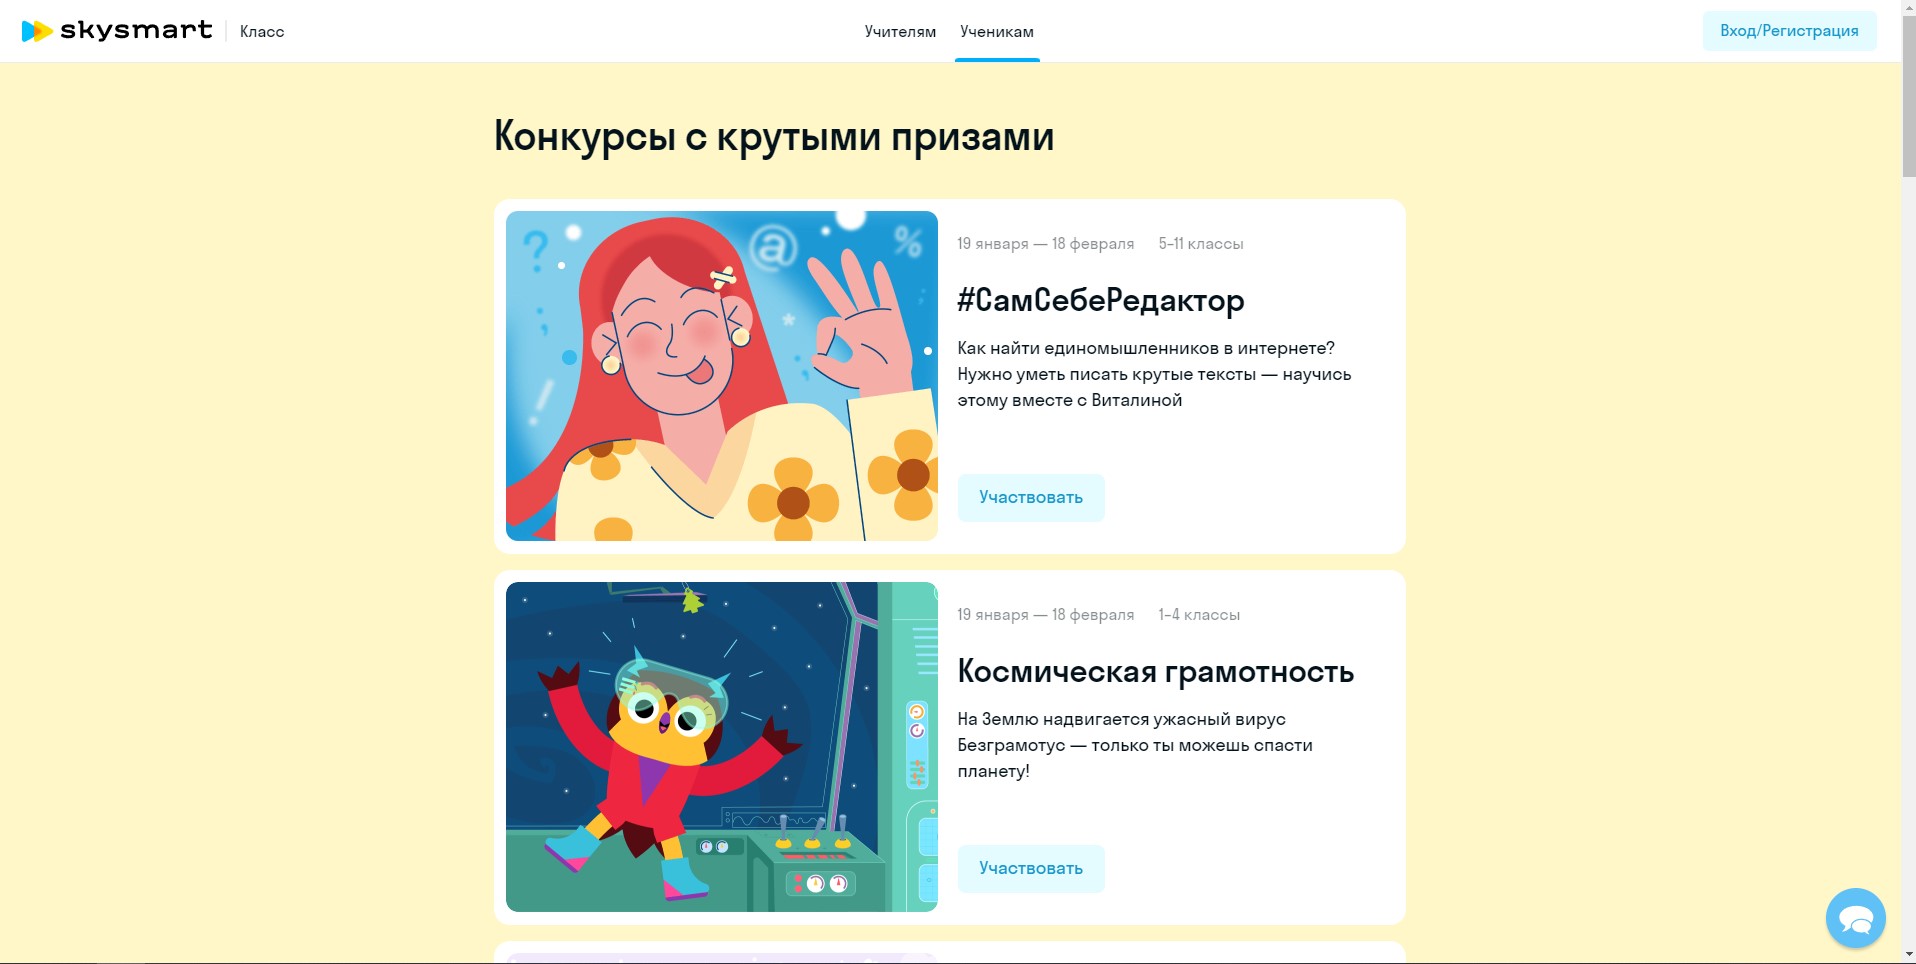 skysmart
Класс
Учителям
Ученикам
Вход/Регистрация
Конкурсы с крутыми призами
? @ %
; * ;
! ; ;
19 января — 18 февраля 5–11 классы
#СамСебеРедактор
Как найти единомышленников в интернете?
Нужно уметь писать крутые тексты — научись
этому вместе с Виталиной
Участвовать
19 января — 18 февраля 1–4 классы
Космическая грамотность
На Землю надвигается ужасный вирус
Безграмотус — только ты можешь спасти
планету!
Участвовать